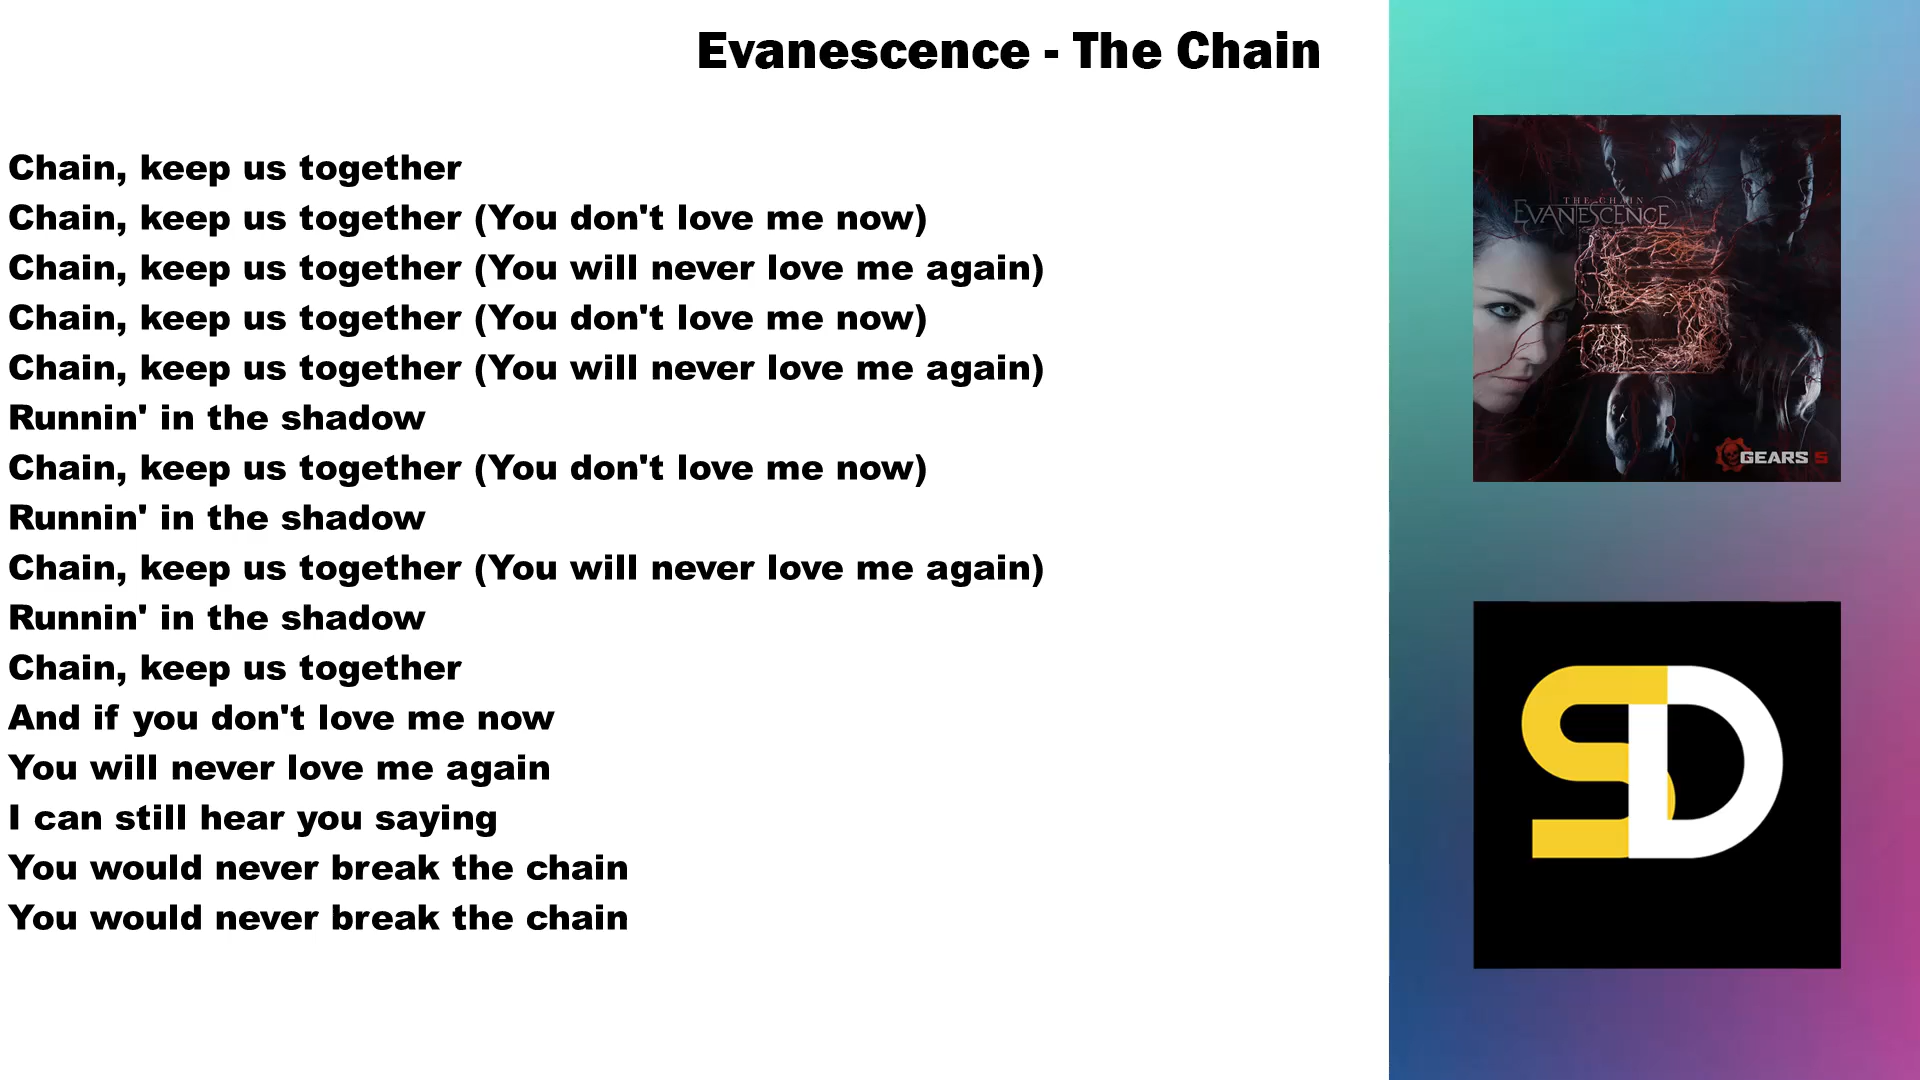 Evanescence - The Chain
Chain, keep us together
Chain, keep us together (You don't love me now)
Chain, keep us together (You will never love me again)
Chain, keep us together (You don't love me now)
Chain, keep us together (You will never love me again)
Runnin' in the shadow
Chain, keep us together (You don't love me now)
Runnin' in the shadow
Chain, keep us together (You will never love me again)
Runnin' in the shadow
Chain, keep us together
And if you don't love me now
You will never love me again
I can still hear you saying
You would never break the chain
You would never break the chain
THE CHAIN
EVANESCENCE
5
GEARS 5
SD